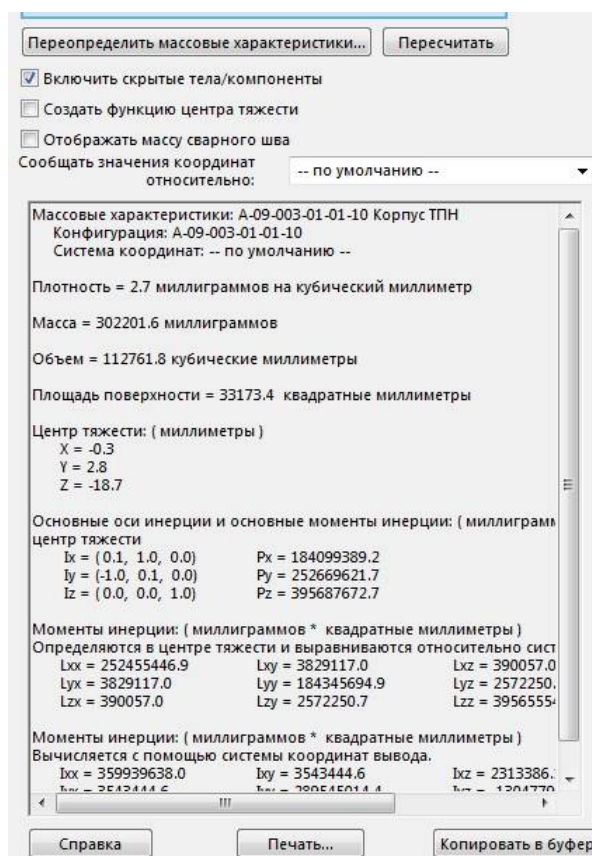 Переопределить массовые характеристики... Пересчитать
Включить скрытые тела/компоненты
Создать функцию центра тяжести
Отображать массу сварного шва
Сообщать значения координат
относительно: -- по умолчанию --
Массовые характеристики: A-09-003-01-01-10 Корпус ТПН
Конфигурация: A-09-003-01-01-10
Система координат: -- по умолчанию --
Плотность = 2.7 миллиграммов на кубический миллиметр
Масса = 302201.6 миллиграммов
Объем = 112761.8 кубические миллиметры
Площадь поверхности = 33173.4 квадратные миллиметры
Центр тяжести: ( миллиметры )
X = -0.3
Y = 2.8
Z = -18.7
Основные оси инерции и основные моменты инерции: ( миллиграмм
центр тяжести
Ix = ( 0.1, 1.0, 0.0) Px = 184099389.2
Iy = (-1.0, 0.1, 0.0) Py = 252669621.7
Iz = ( 0.0, 0.0, 1.0) Pz = 395687672.7
Моменты инерции: ( миллиграммов * квадратные миллиметры )
Определяются в центре тяжести и выравниваются относительно сист
Lxx = 252455446.9 Lxy = 3829117.0 Lxz = 390057.0
Lyx = 3829117.0 Lyy = 184345694.9 Lyz = 2572250.
Lzx = 390057.0 Lzy = 2572250.7 Lzz = 39565554
Моменты инерции: ( миллиграммов * квадратные миллиметры )
Вычисляется с помощью системы координат вывода.
Ixx = 359939638.0 Ixy = 3543444.6 Ixz = 2313386.
Справка Печать... Копировать в буфер